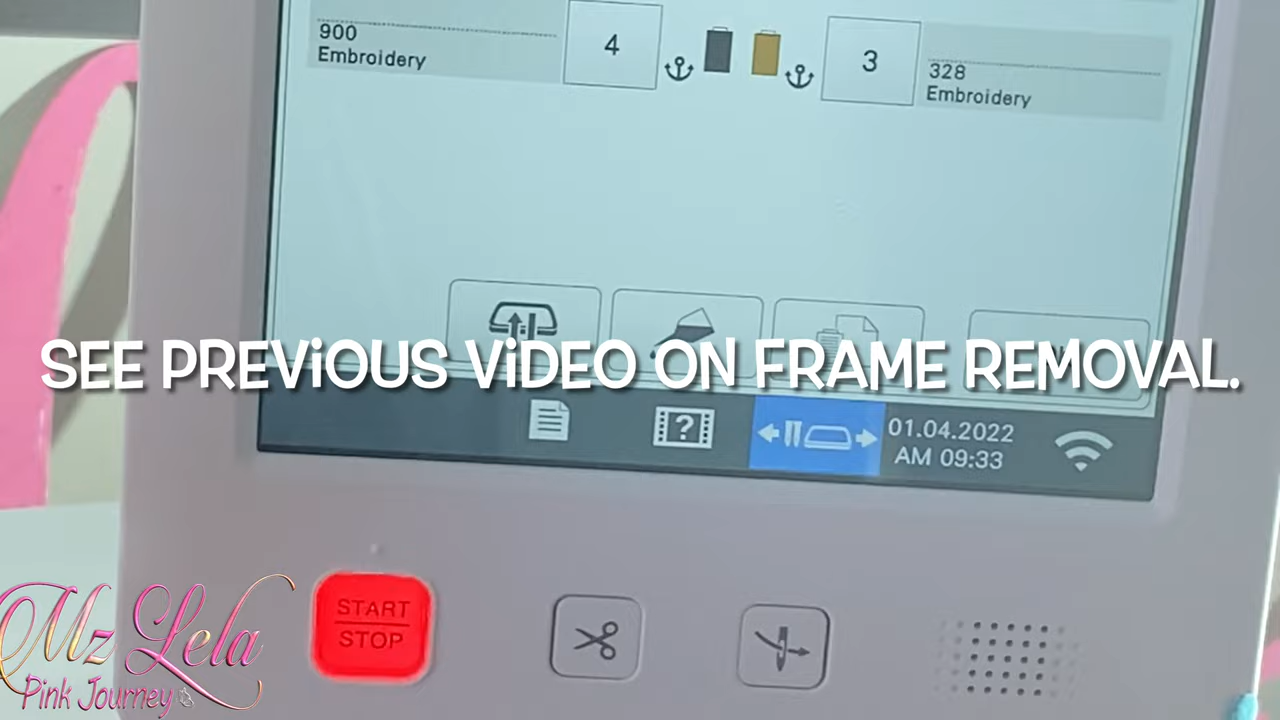 900
Embroidery
4
3
328
Embroidery
SEE PREViOUS ViDEO ON FRAME REMOVAL.
?
01.04.2022
AM 09:33
START
STOP
Mz Lela
Pink Journey